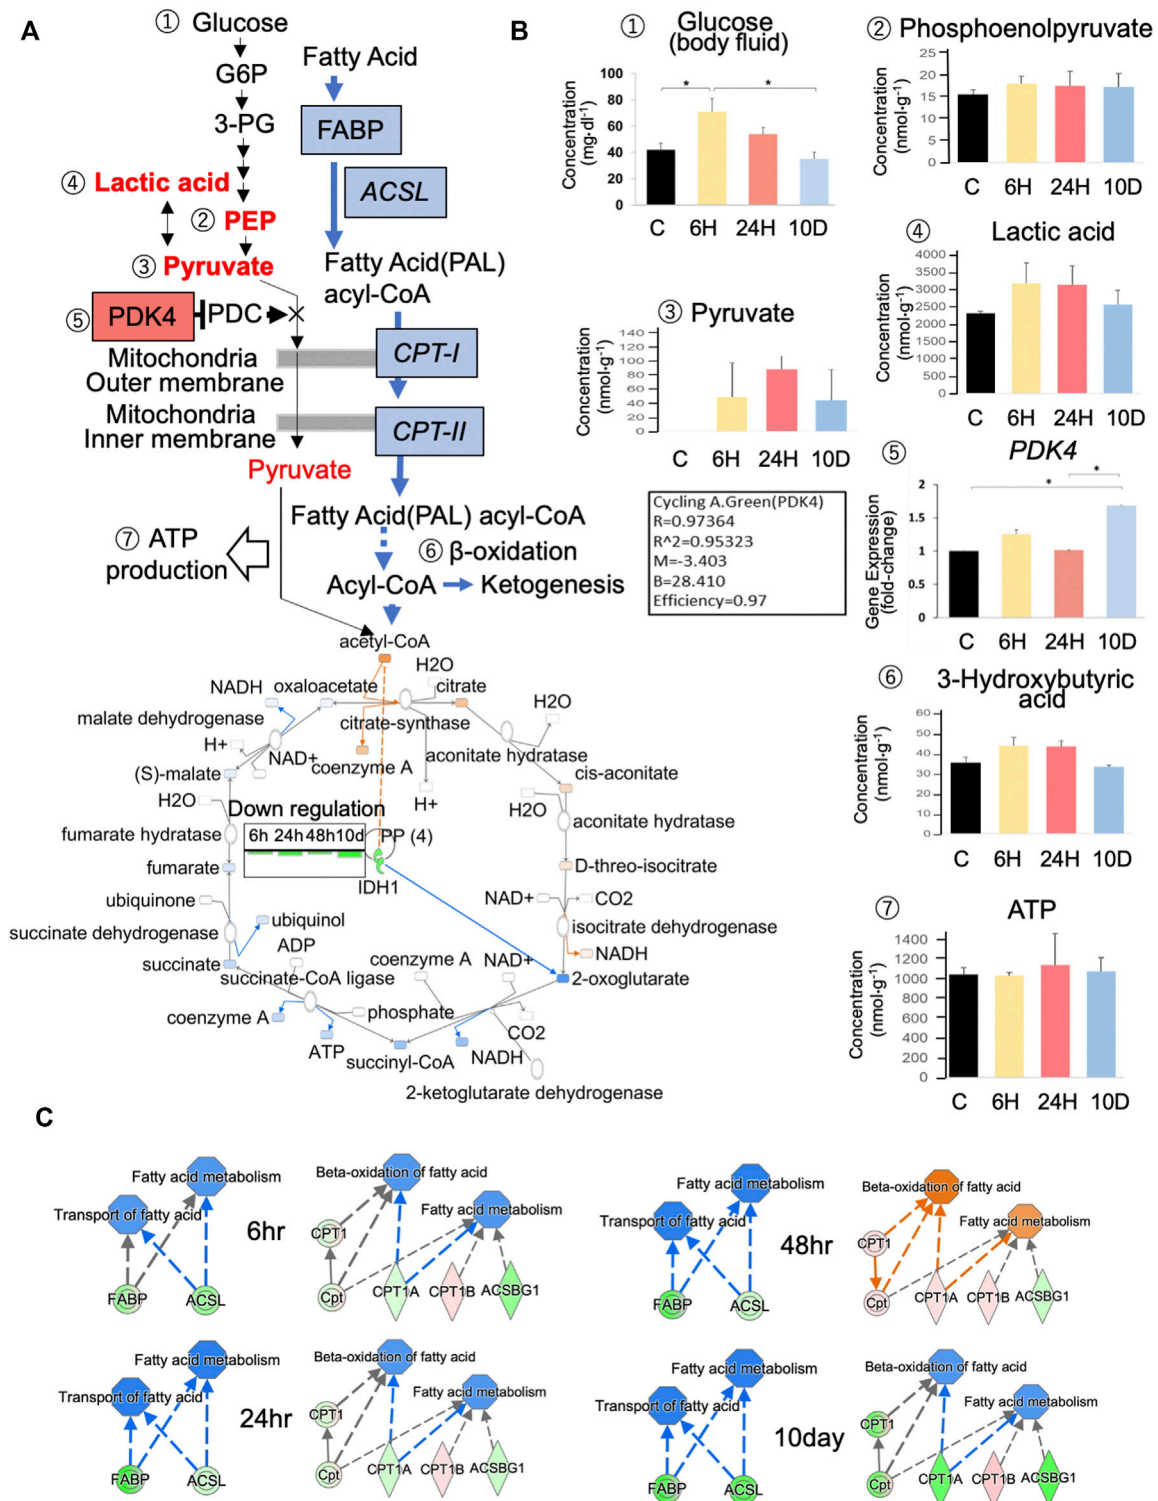 A
① Glucose
G6P
3-PG
④ Lactic acid
② PEP
③ Pyruvate
⑤ PDK4
PDC
Mitochondria
Outer membrane
Mitochondria
Inner membrane
Pyruvate
⑦ ATP
production
Fatty Acid
FABP
ACSL
Fatty Acid(PAL)
acyl-CoA
CPT-I
CPT-II
Fatty Acid(PAL) acyl-CoA
⑥ β-oxidation
Acyl-CoA
Ketogenesis
acetyl-CoA
H2O
NADH
oxaloacetate
citrate
malate dehydrogenase
citrate-synthase
H2O
H+
NAD+
coenzyme A
aconitate hydratase
(S)-malate
cis-aconitate
H2O
H+
H2O
Down regulation
6h 24h 48h 10d
PP (4)
IDH1
fumarate hydratase
aconitate hydratase
fumarate
D-threo-isocitrate
ubiquinone
NAD+
CO2
ubiquinol
succinate dehydrogenase
isocitrate dehydrogenase
ADP
NADH
succinate
coenzyme A
NAD+
succinate-CoA ligase
2-oxoglutarate
coenzyme A
phosphate
CO2
ATP
succinyl-CoA
NADH
2-ketoglutarate dehydrogenase
B
① Glucose
(body fluid)
Concentration
(mg·dl-1)
100
80
60
40
20
0
*
*
C 6H 24H 10D
② Phosphoenolpyruvate
Concentration
(nmol·g-1)
25
20
15
10
5
0
C 6H 24H 10D
③ Pyruvate
Concentration
(nmol·g-1)
140
120
100
80
60
40
20
0
C 6H 24H 10D
④ Lactic acid
Concentration
(nmol·g-1)
4000
3500
3000
2500
2000
1500
1000
500
0
C 6H 24H 10D
Cycling A.Green(PDK4)
R=0.97364
R^2=0.95323
M=-3.403
B=28.410
Efficiency=0.97
⑤ PDK4
Gene Expression
(fold-change)
2
1.5
1
0.5
0
*
*
C 6H 24H 10D
⑥ 3-Hydroxybutyric
acid
Concentration
(nmol·g-1)
60
50
40
30
20
10
0
C 6H 24H 10D
⑦ ATP
Concentration
(nmol·g-1)
1400
1200
1000
800
600
400
200
0
C 6H 24H 10D
C
Fatty acid metabolism
Transport of fatty acid
6hr
FABP
ACSL
Beta-oxidation of fatty acid
Fatty acid metabolism
CPT1
Cpt
CPT1A
CPT1B
ACSBG1
Fatty acid metabolism
Transport of fatty acid
48hr
FABP
ACSL
Beta-oxidation of fatty acid
Fatty acid metabolism
CPT1
Cpt
CPT1A
CPT1B
ACSBG1
Fatty acid metabolism
Transport of fatty acid
24hr
FABP
ACSL
Beta-oxidation of fatty acid
Fatty acid metabolism
CPT1
Cpt
CPT1A
CPT1B
ACSBG1
Fatty acid metabolism
Transport of fatty acid
10day
FABP
ACSL
Beta-oxidation of fatty acid
Fatty acid metabolism
CPT1
Cpt
CPT1A
CPT1B
ACSBG1